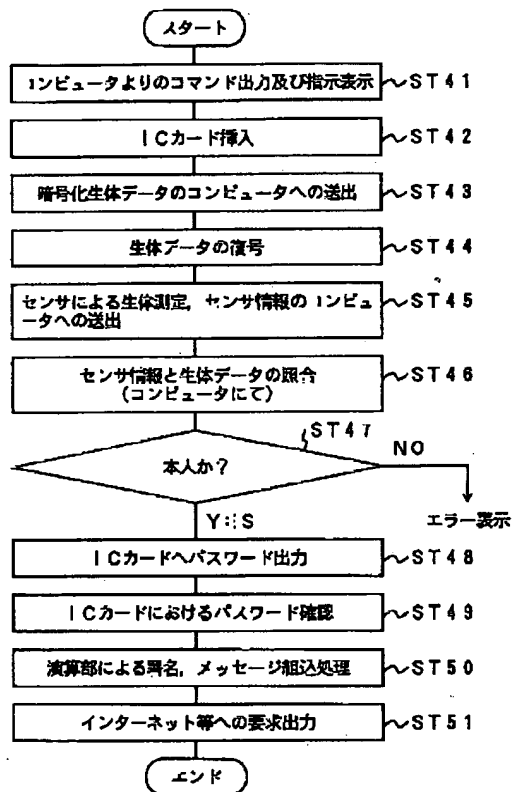 スタート
コンピュータよりのコマンド出力及び指示表示 ～ST41
ICカード挿入 ～ST42
暗号化生体データのコンピュータへの送出 ～ST43
生体データの復号 ～ST44
センサによる生体測定，センサ情報のコンピュ
ータへの送出 ～ST45
センサ情報と生体データの照合
（コンピュータにて） ～ST46
ST47
本人か？
NO
エラー表示
YES
ICカードへパスワード出力 ～ST48
ICカードにおけるパスワード確認 ～ST49
演算部による署名，メッセージ組込処理 ～ST50
インターネット等への要求出力 ～ST51
エンド